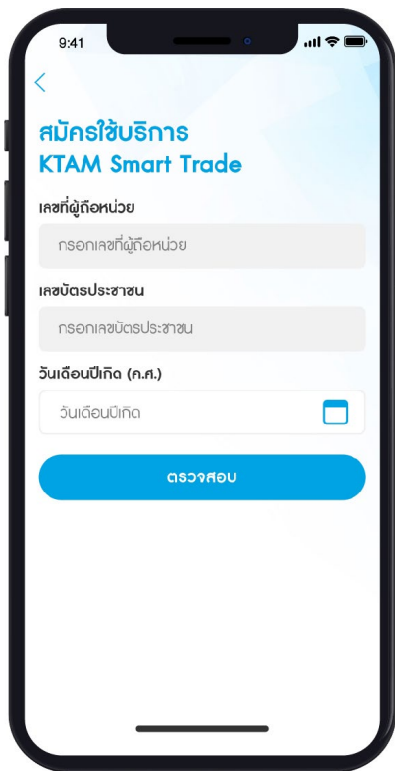 9:41
สมัครใช้บริการ
KTAM Smart Trade
เลขที่ผู้ถือหน่วย
กรอกเลขที่ผู้ถือหน่วย
เลขบัตรประชาชน
กรอกเลขบัตรประชาชน
วันเดือนปีเกิด (ค.ศ.)
วันเดือนปีเกิด
ตรวจสอบ